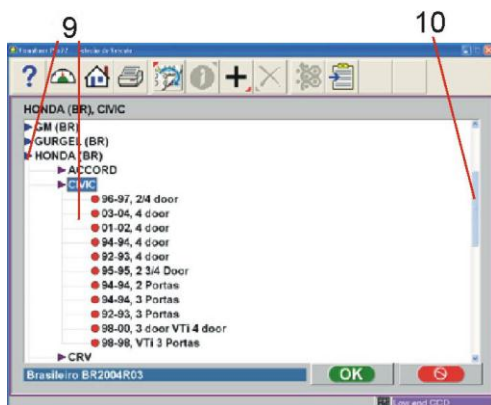 9
10
HONDA (BR), CIVIC
GM (BR)
GURGEL (BR)
HONDA (BR)
ACCORD
CIVIC
96-97, 2/4 door
03-04, 4 door
01-02, 4 door
94-94, 4 door
92-93, 4 door
95-95, 2 3/4 Door
94-94, 2 Portas
94-94, 3 Portas
92-93, 3 Portas
98-00, 3 door VTi 4 door
98-98, VTi 3 Portas
CRV
Brasileiro BR2004R03
OK
Low end CCD